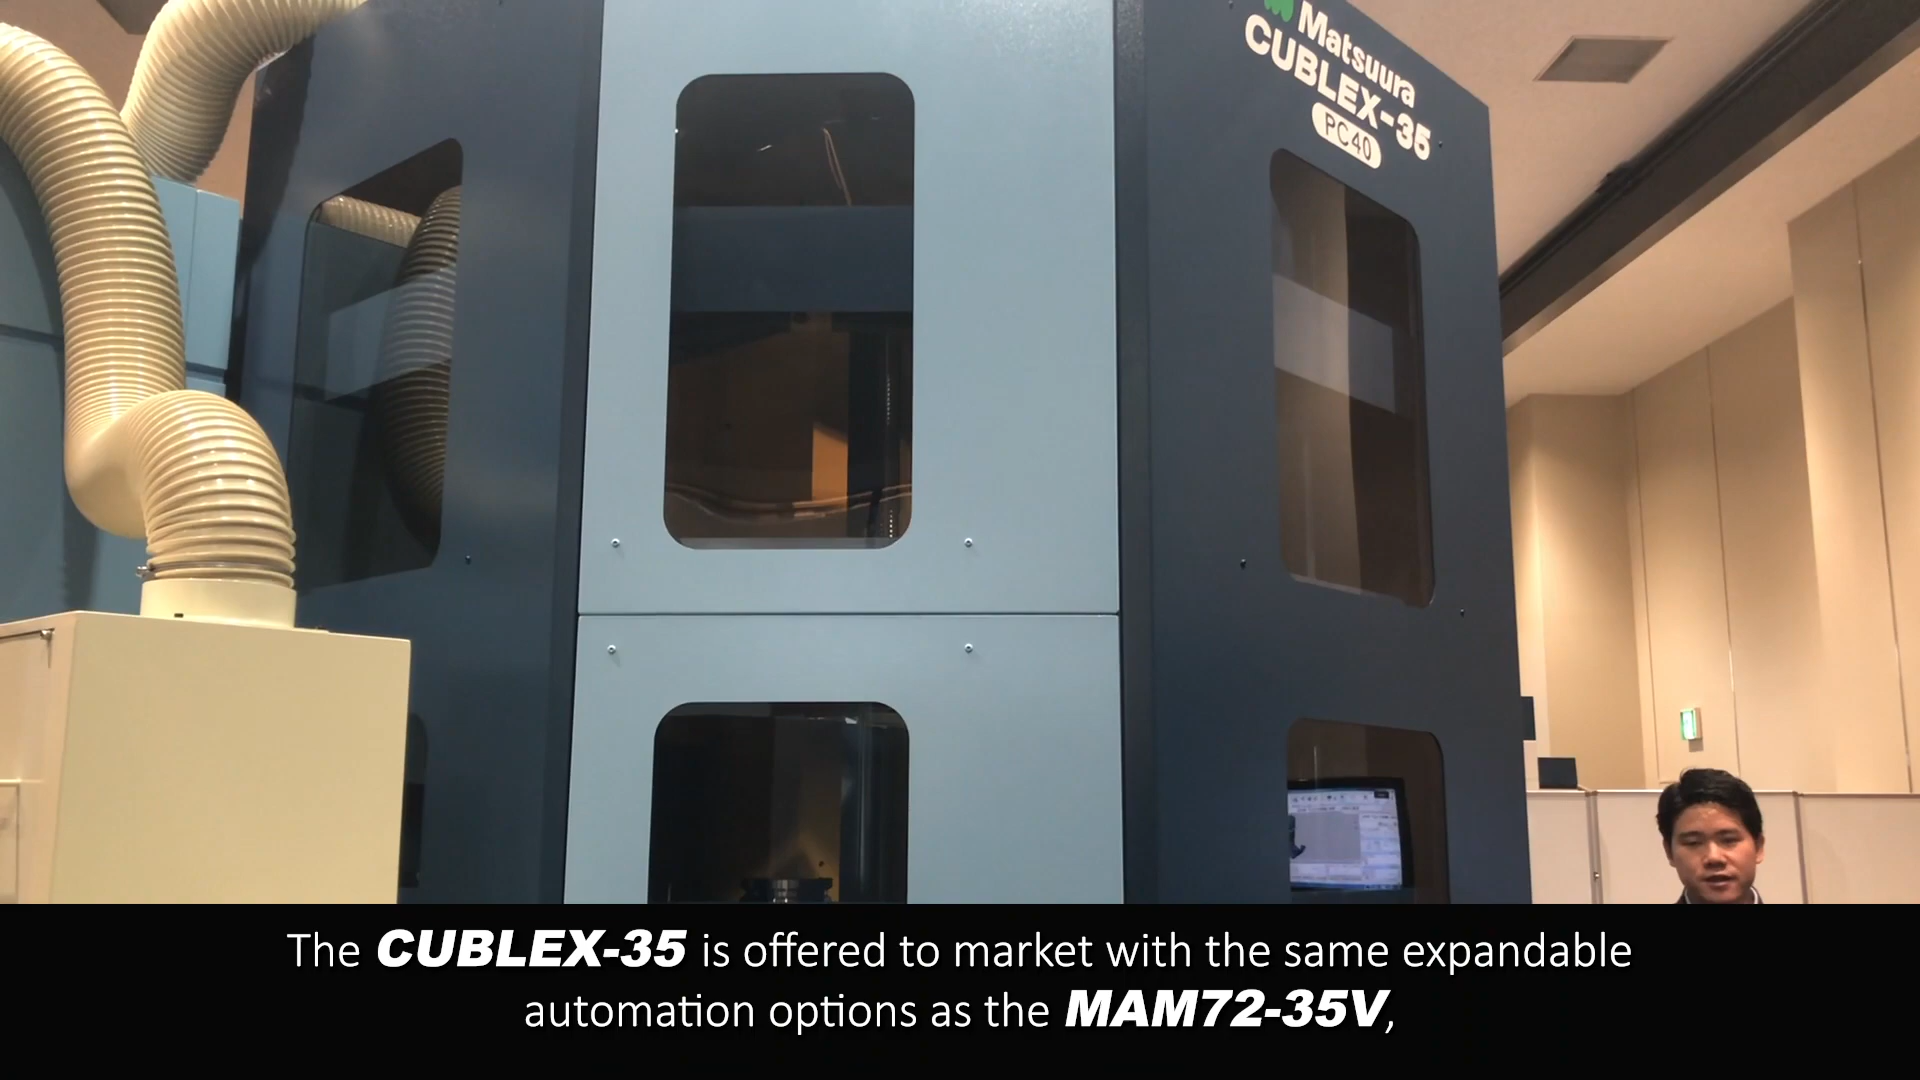 Matsuura
CUBLEX-35
PC40
The CUBLEX-35 is offered to market with the same expandable
automation options as the MAM72-35V,